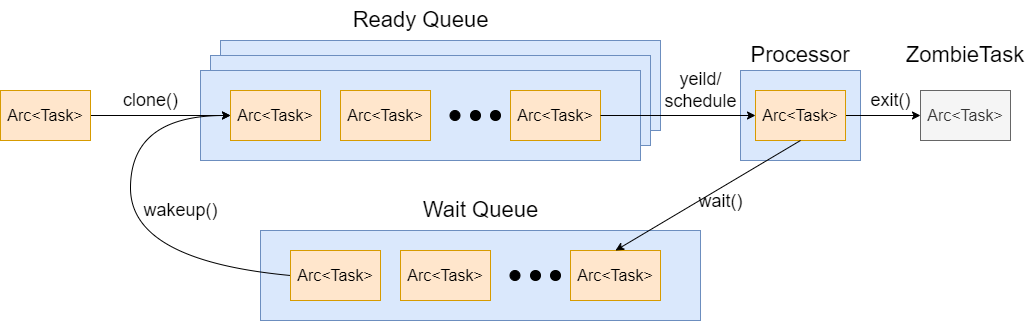 Ready Queue
Processor
ZombieTask
Arc<Task>
clone()
Arc<Task>
Arc<Task>
Arc<Task>
yeild/
schedule
Arc<Task>
exit()
Arc<Task>
wakeup()
Wait Queue
wait()
Arc<Task>
Arc<Task>
Arc<Task>